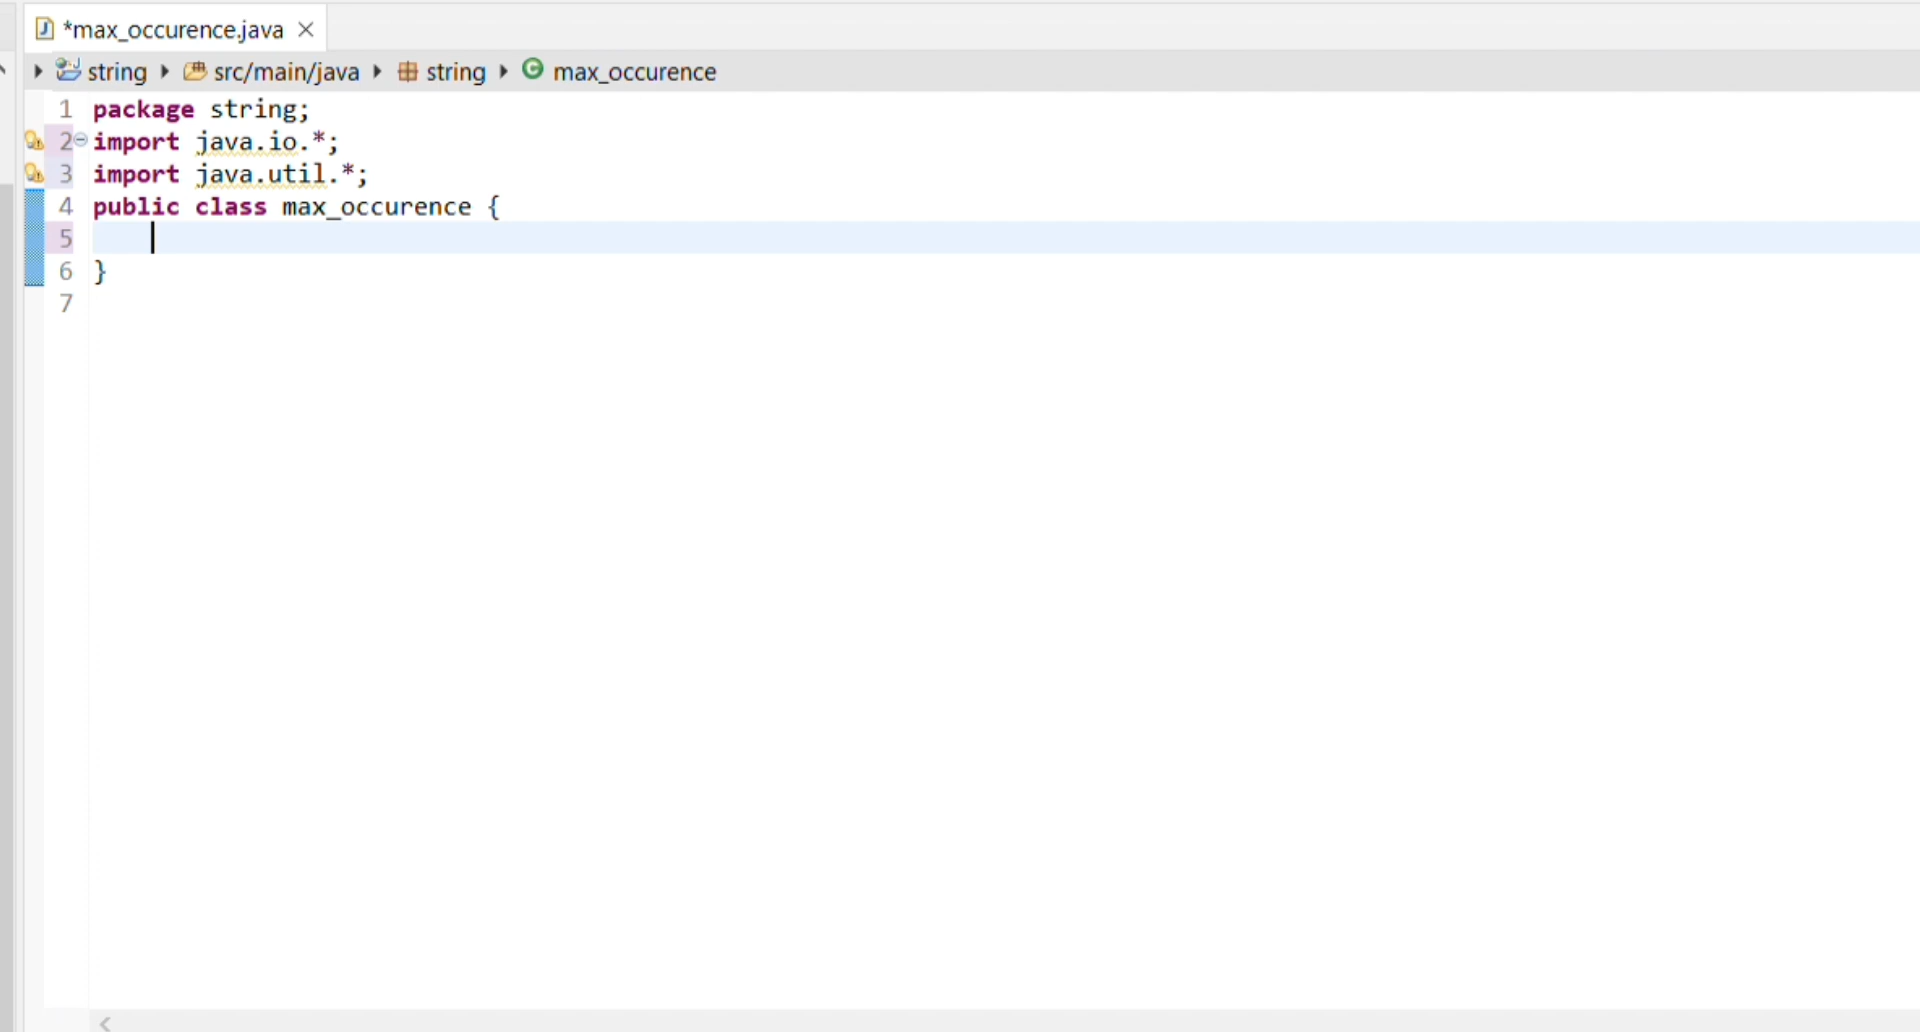 *max_occurence.java
string src/main/java string max_occurence
1 package string;
2 import java.io.*;
3 import java.util.*;
4 public class max_occurence {
5
6 }
7